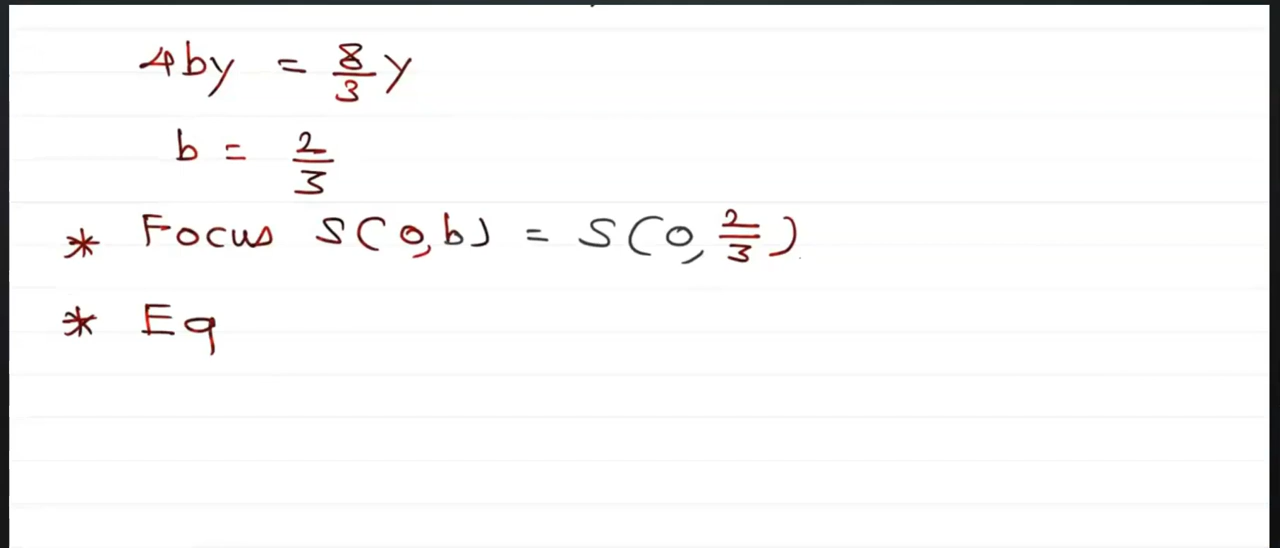 4by = 8/3 y
b = 2/3
* Focus S(0,b) = S(0, 2/3)
* Eq